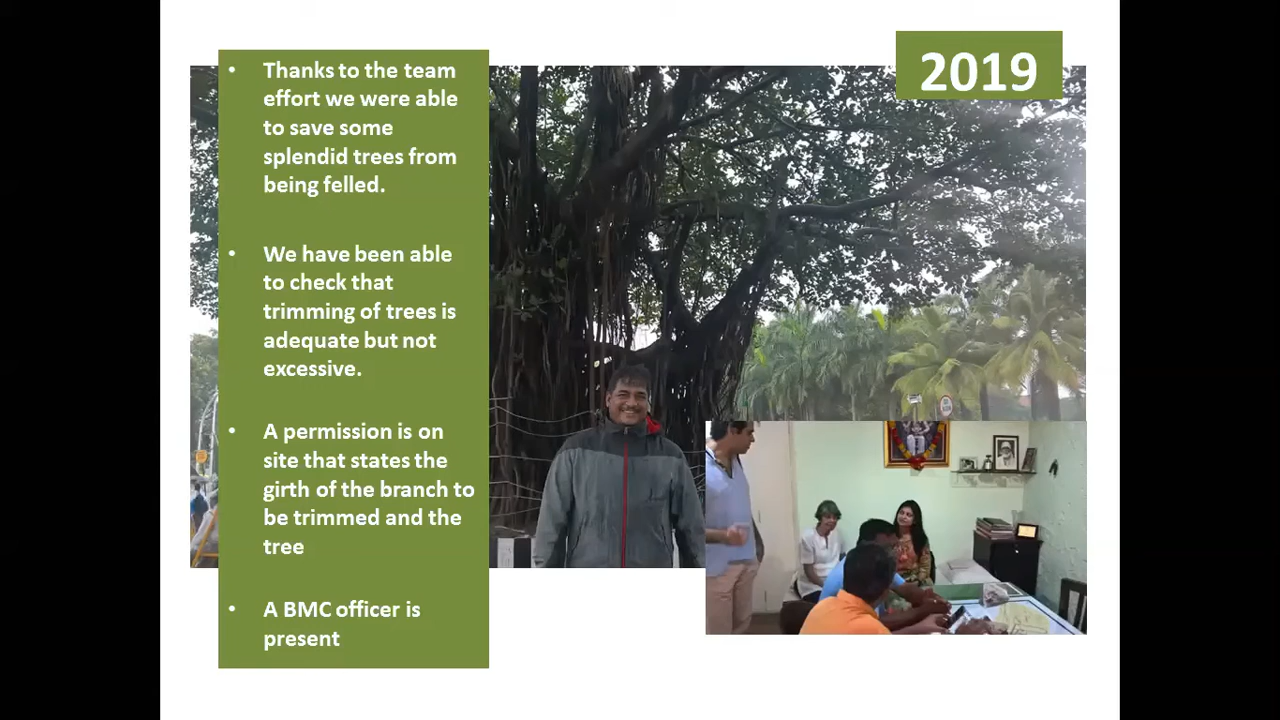 2019
• Thanks to the team
effort we were able
to save some
splendid trees from
being felled.
• We have been able
to check that
trimming of trees is
adequate but not
excessive.
• A permission is on
site that states the
girth of the branch to
be trimmed and the
tree
• A BMC officer is
present